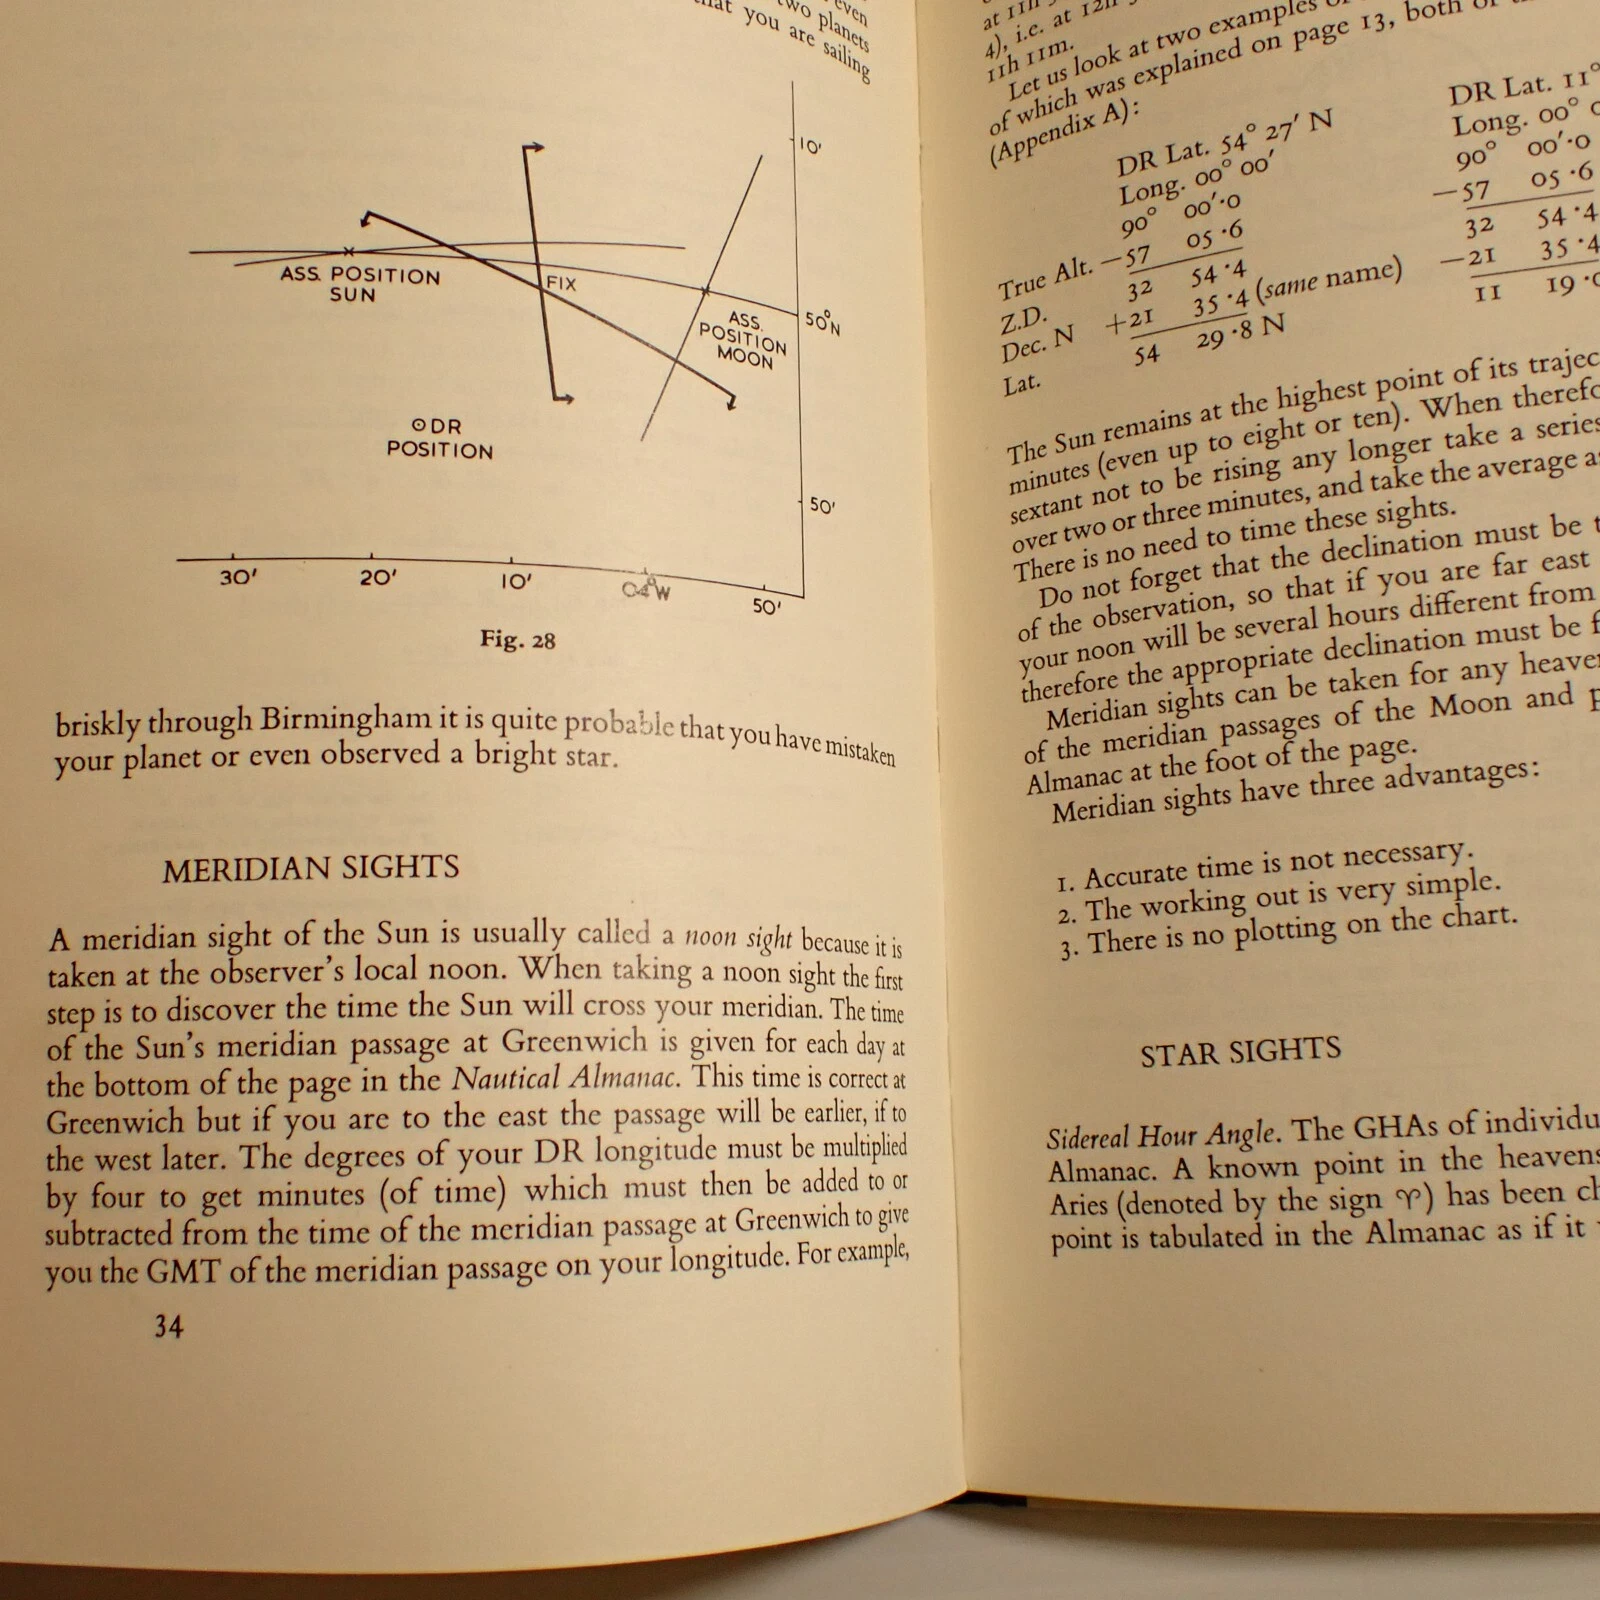 even
two planets
that you are sailing
10'
ASS. POSITION
SUN
FIX
ASS.
POSITION
MOON
50°N
DR
POSITION
50'
30' 20' 10' 04°W 50'
Fig. 28
briskly through Birmingham it is quite probable that you have mistaken
your planet or even observed a bright star.
MERIDIAN SIGHTS
A meridian sight of the Sun is usually called a noon sight because it is
taken at the observer's local noon. When taking a noon sight the first
step is to discover the time the Sun will cross your meridian. The time
of the Sun's meridian passage at Greenwich is given for each day at
the bottom of the page in the Nautical Almanac. This time is correct at
Greenwich but if you are to the east the passage will be earlier, if to
the west later. The degrees of your DR longitude must be multiplied
by four to get minutes (of time) which must then be added to or
subtracted from the time of the meridian passage at Greenwich to give
you the GMT of the meridian passage on your longitude. For example,
34
at 11h
4), i.e. at 12h
11h 11m.
Let us look at two examples
of which was explained on page 13, both
(Appendix A):
DR Lat. 54° 27' N DR Lat. 11°
Long. 00° 00' Long. 00°
90° 00'·0 90° 00'·0
True Alt. −57 05·6 −57 05·6
Z.D. 32 54·4 32 54·4
Dec. N +21 35·4 (same name) −21 35·4
Lat. 54 29·8 N 11 19·0
The Sun remains at the highest point of its
minutes (even up to eight or ten). When
sextant not to be rising any longer take a series
over two or three minutes, and take the average
There is no need to time these sights.
Do not forget that the declination must be
of the observation, so that if you are far east
your noon will be several hours different from
therefore the appropriate declination must be
Meridian sights can be taken for any
of the meridian passages of the Moon and
Almanac at the foot of the page.
Meridian sights have three advantages:
1. Accurate time is not necessary.
2. The working out is very simple.
3. There is no plotting on the chart.
STAR SIGHTS
Sidereal Hour Angle. The GHAs of
Almanac. A known point in the heavens
Aries (denoted by the sign ♈) has been
point is tabulated in the Almanac as if it